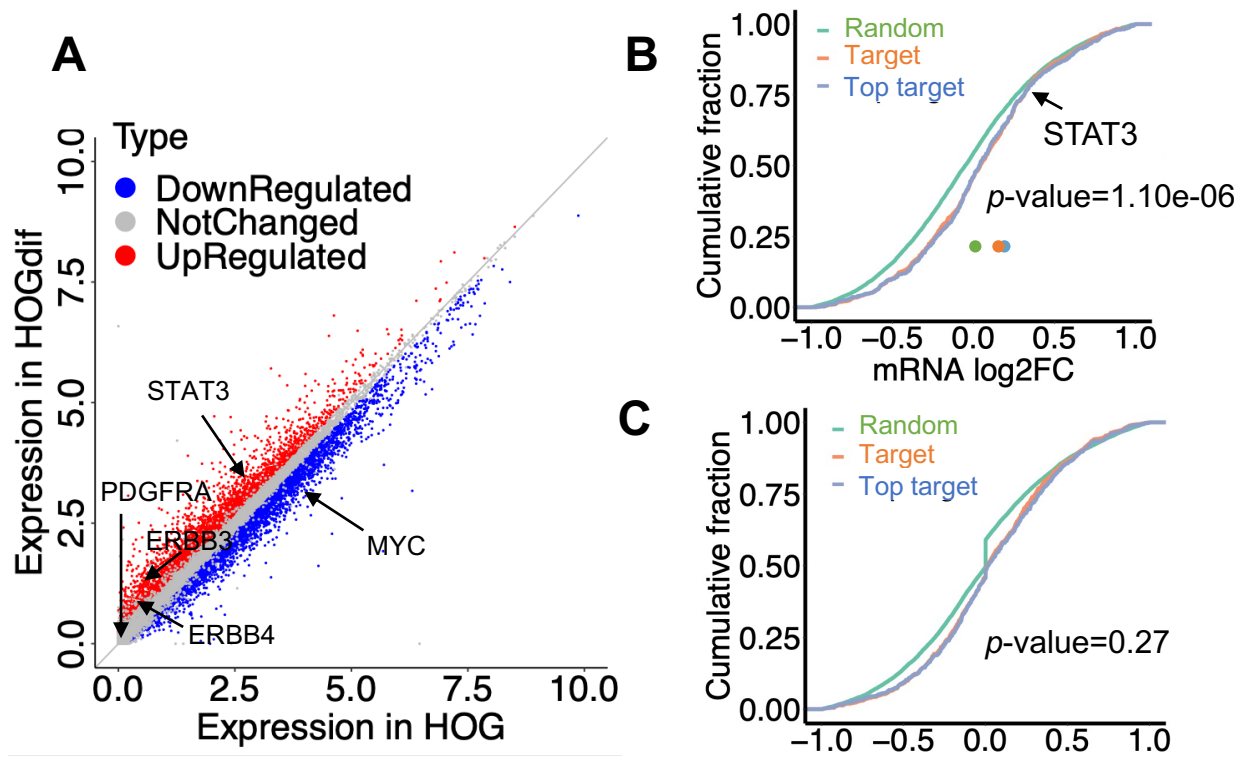 A
Type
DownRegulated
NotChanged
UpRegulated
STAT3
PDGFRA
ERBB3
ERBB4
MYC
Expression in HOGdif
10.0
7.5
5.0
2.5
0.0
0.0 2.5 5.0 7.5 10.0
Expression in HOG
B
Random
Target
Top target
STAT3
p-value=1.10e-06
Cumulative fraction
1.00
0.75
0.50
0.25
0.00
−1.0 −0.5 0.0 0.5 1.0
mRNA log2FC
C
Random
Target
Top target
p-value=0.27
Cumulative fraction
1.00
0.75
0.50
0.25
0.00
−1.0 −0.5 0.0 0.5 1.0